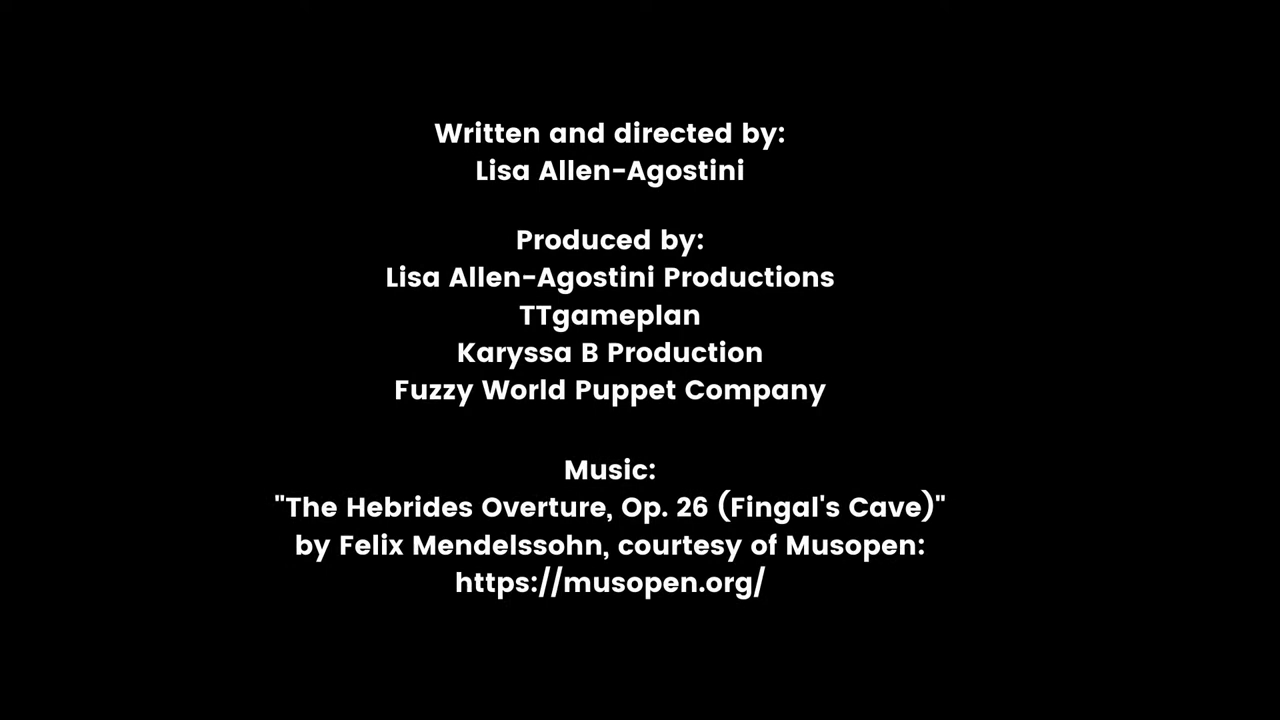 Written and directed by:
Lisa Allen-Agostini
Produced by:
Lisa Allen-Agostini Productions
TTgameplan
Karyssa B Production
Fuzzy World Puppet Company
Music:
"The Hebrides Overture, Op. 26 (Fingal's Cave)"
by Felix Mendelssohn, courtesy of Musopen:
https://musopen.org/